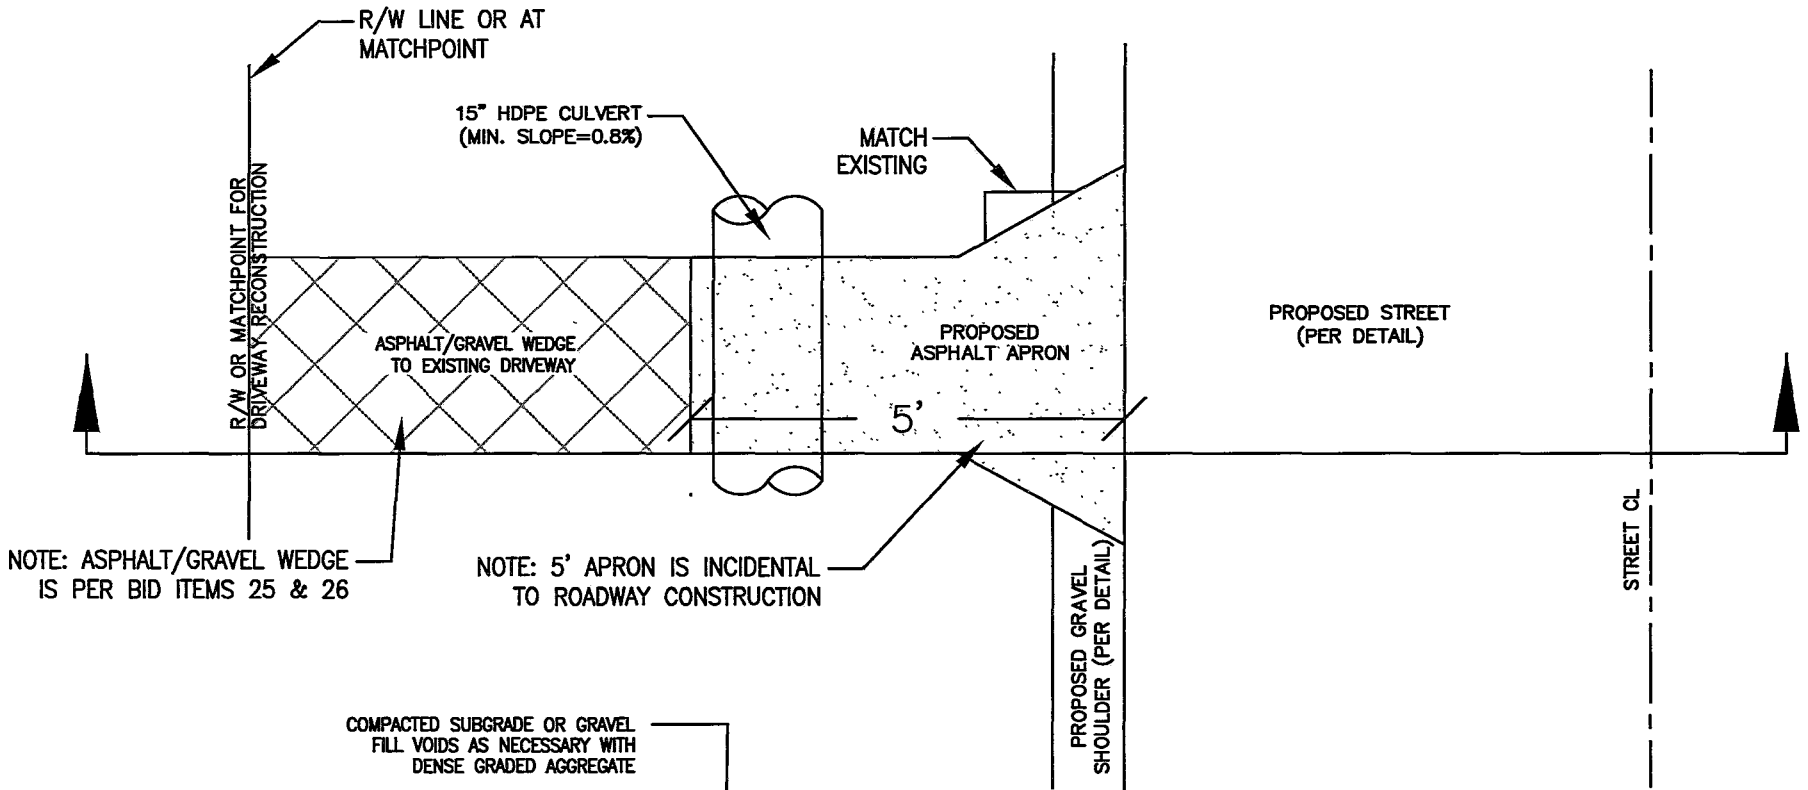 R/W LINE OR AT
MATCHPOINT
15" HDPE CULVERT
(MIN. SLOPE=0.8%)
MATCH
EXISTING
R/W OR MATCHPOINT FOR
DRIVEWAY RECONSTRUCTION
ASPHALT/GRAVEL WEDGE
TO EXISTING DRIVEWAY
PROPOSED
ASPHALT APRON
PROPOSED STREET
(PER DETAIL)
5'
NOTE: ASPHALT/GRAVEL WEDGE
IS PER BID ITEMS 25 & 26
NOTE: 5' APRON IS INCIDENTAL
TO ROADWAY CONSTRUCTION
STREET CL
PROPOSED GRAVEL
SHOULDER (PER DETAIL)
COMPACTED SUBGRADE OR GRAVEL
FILL VOIDS AS NECESSARY WITH
DENSE GRADED AGGREGATE